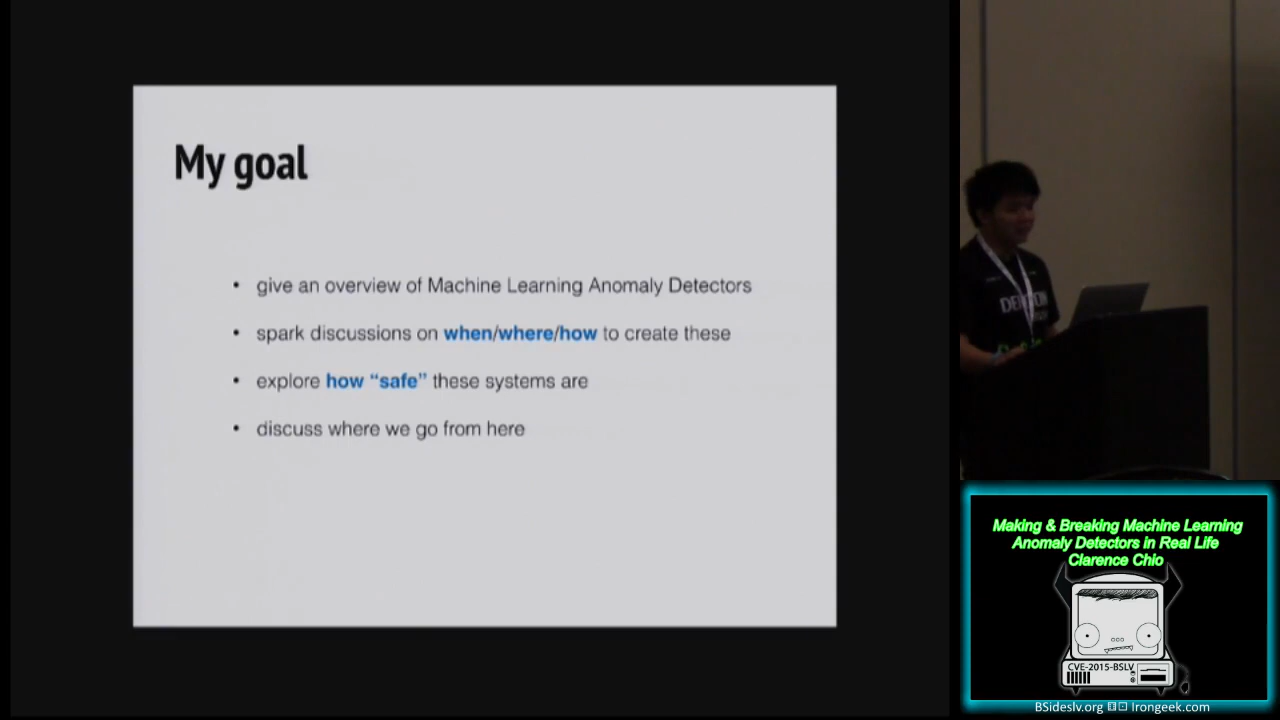 My goal
• give an overview of Machine Learning Anomaly Detectors
• spark discussions on when/where/how to create these
• explore how “safe” these systems are
• discuss where we go from here
Making & Breaking Machine Learning
Anomaly Detectors in Real Life
Clarence Chio
CVE-2015-BSLV
BSideslv.org
Irongeek.com